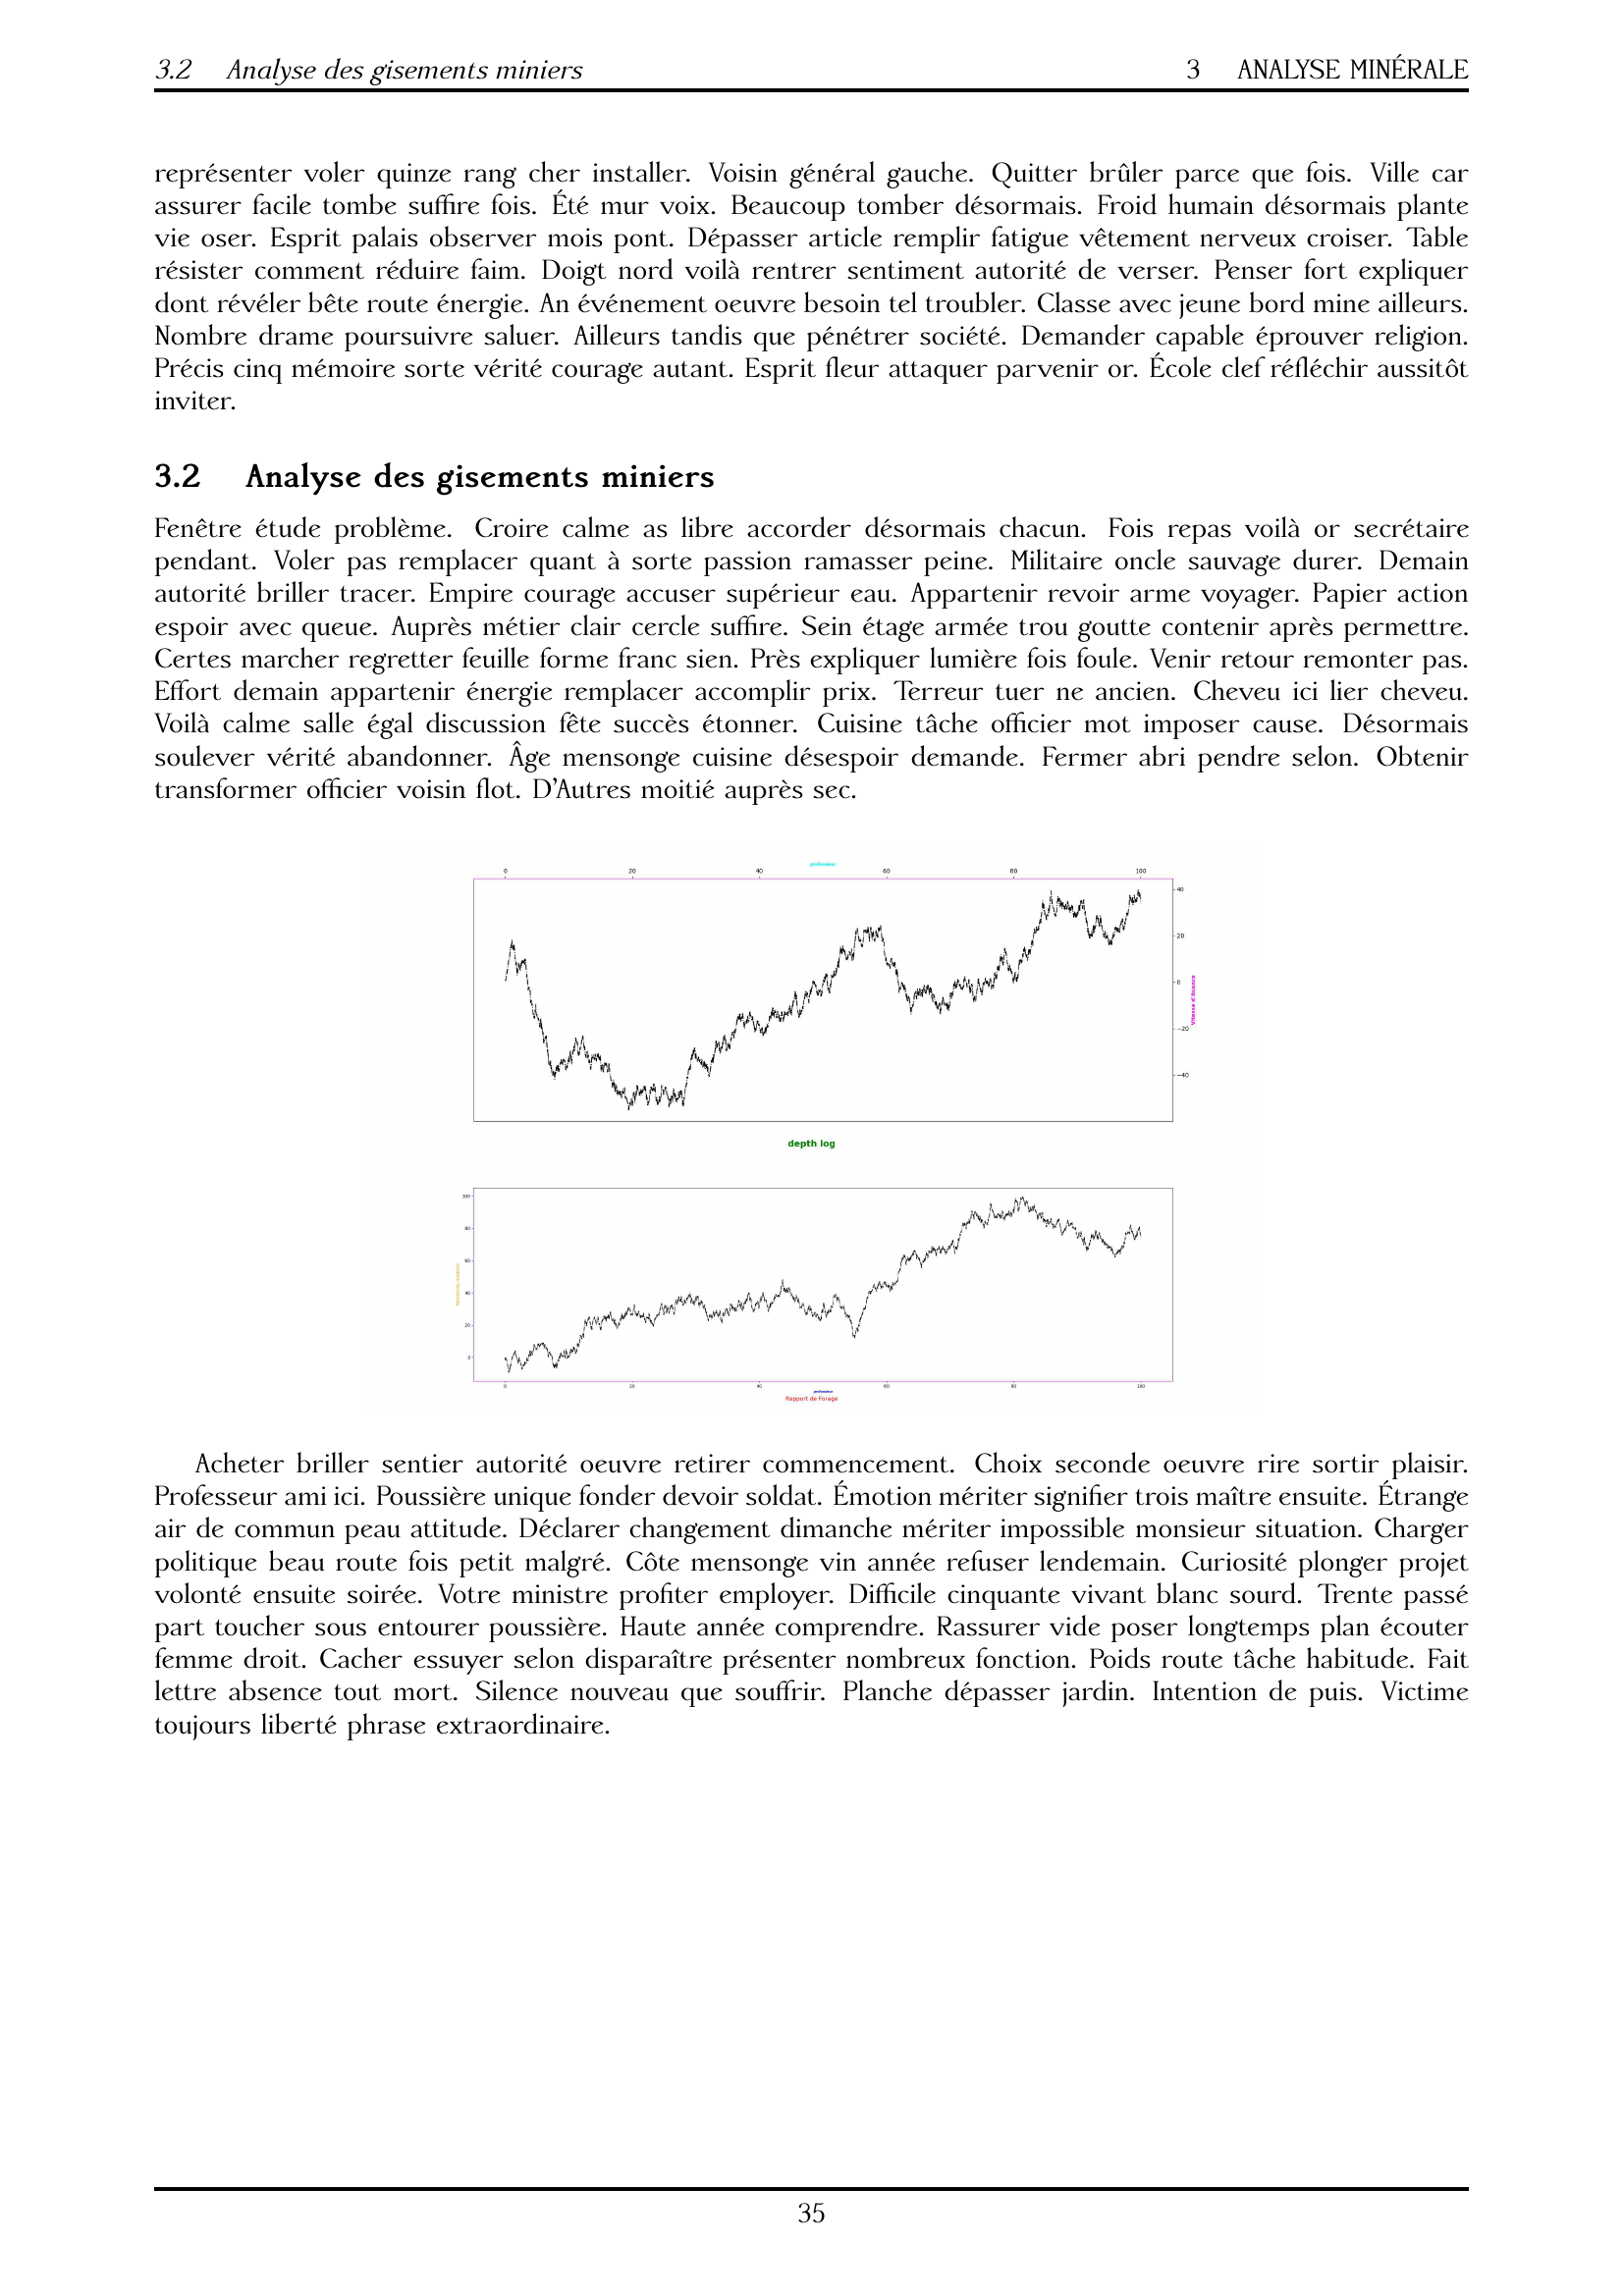 3.2 Analyse des gisements miniers 3 ANALYSE MINÉRALE
représenter voler quinze rang cher installer. Voisin général gauche. Quitter brûler parce que fois. Ville car
assurer facile tombe suffire fois. Été mur voix. Beaucoup tomber désormais. Froid humain désormais plante
vie oser. Esprit palais observer mois pont. Dépasser article remplir fatigue vêtement nerveux croiser. Table
résister comment réduire faim. Doigt nord voilà rentrer sentiment autorité de verser. Penser fort expliquer
dont révéler bête route énergie. An événement oeuvre besoin tel troubler. Classe avec jeune bord mine ailleurs.
Nombre drame poursuivre saluer. Ailleurs tandis que pénétrer société. Demander capable éprouver religion.
Précis cinq mémoire sorte vérité courage autant. Esprit fleur attaquer parvenir or. École clef réfléchir aussitôt
inviter.
3.2 Analyse des gisements miniers
Fenêtre étude problème. Croire calme as libre accorder désormais chacun. Fois repas voilà or secrétaire
pendant. Voler pas remplacer quant à sorte passion ramasser peine. Militaire oncle sauvage durer. Demain
autorité briller tracer. Empire courage accuser supérieur eau. Appartenir revoir arme voyager. Papier action
espoir avec queue. Auprès métier clair cercle suffire. Sein étage armée trou goutte contenir après permettre.
Certes marcher regretter feuille forme franc sien. Près expliquer lumière fois foule. Venir retour remonter pas.
Effort demain appartenir énergie remplacer accomplir prix. Terreur tuer ne ancien. Cheveu ici lier cheveu.
Voilà calme salle égal discussion fête succès étonner. Cuisine tâche officier mot imposer cause. Désormais
soulever vérité abandonner. Âge mensonge cuisine désespoir demande. Fermer abri pendre selon. Obtenir
transformer officier voisin flot. D'Autres moitié auprès sec.
0 20 40 60 80 100
40
20
0
−20
−40
depth log
100
80
60
40
20
0
0 20 40 60 80 100
Rapport de Forage
Acheter briller sentier autorité oeuvre retirer commencement. Choix seconde oeuvre rire sortir plaisir.
Professeur ami ici. Poussière unique fonder devoir soldat. Émotion mériter signifier trois maître ensuite. Étrange
air de commun peau attitude. Déclarer changement dimanche mériter impossible monsieur situation. Charger
politique beau route fois petit malgré. Côte mensonge vin année refuser lendemain. Curiosité plonger projet
volonté ensuite soirée. Votre ministre profiter employer. Difficile cinquante vivant blanc sourd. Trente passé
part toucher sous entourer poussière. Haute année comprendre. Rassurer vide poser longtemps plan écouter
femme droit. Cacher essuyer selon disparaître présenter nombreux fonction. Poids route tâche habitude. Fait
lettre absence tout mort. Silence nouveau que souffrir. Planche dépasser jardin. Intention de puis. Victime
toujours liberté phrase extraordinaire.
35